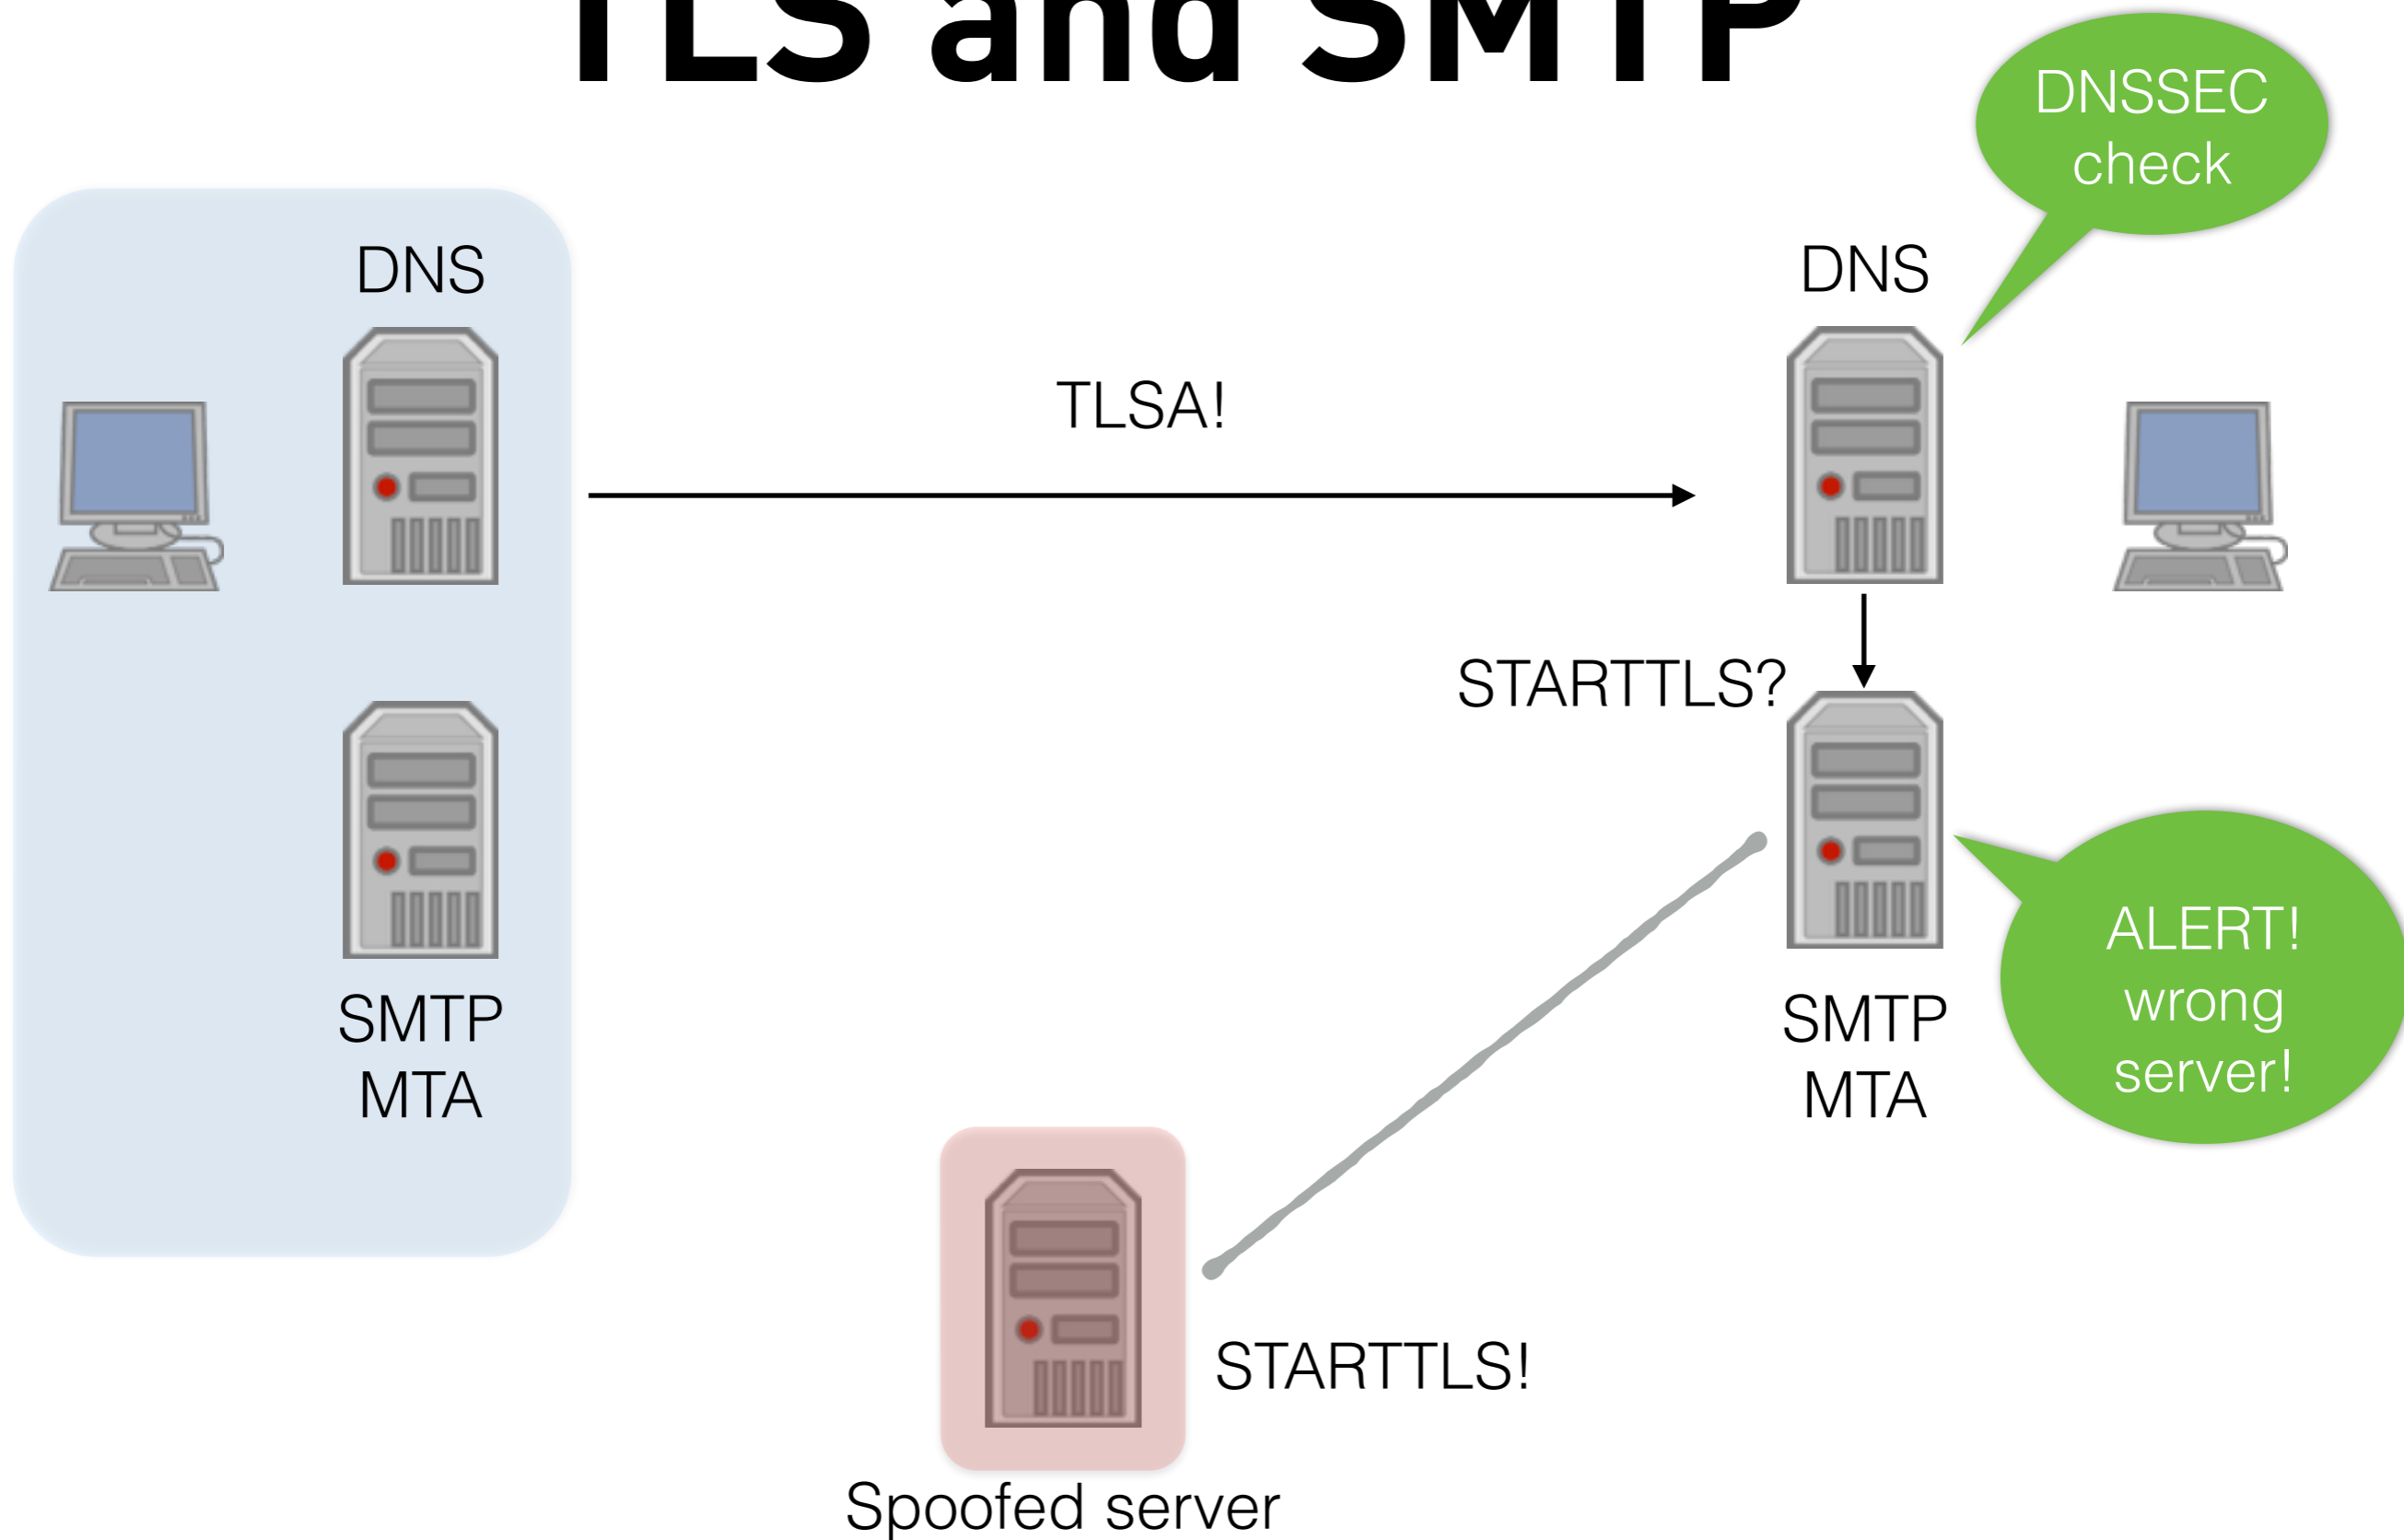 TLS and SMTP
DNSSEC
check
DNS
DNS
TLSA!
STARTTLS?
SMTP
MTA
SMTP
MTA
ALERT!
wrong
server!
STARTTLS!
Spoofed server